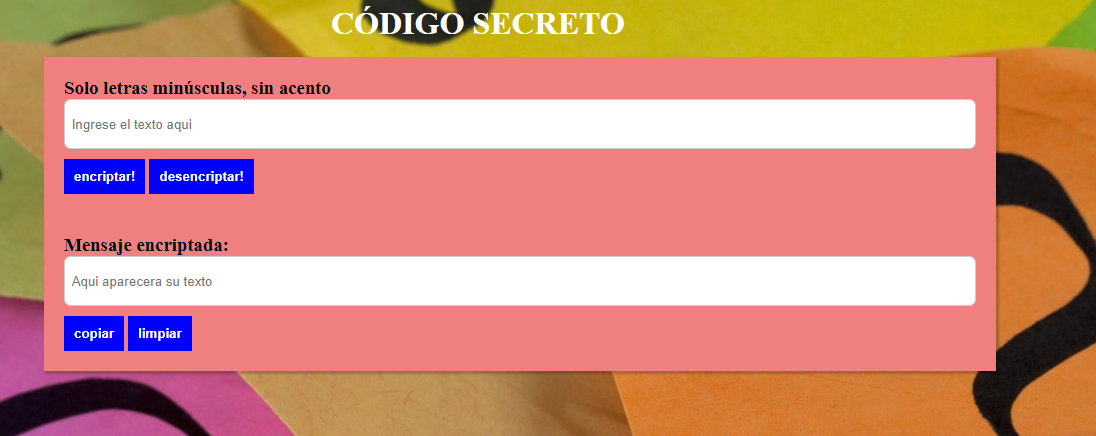 CÓDIGO SECRETO
Solo letras minúsculas, sin acento
Ingrese el texto aqui
encriptar! desencriptar!
Mensaje encriptada:
Aqui aparecera su texto
copiar limpiar